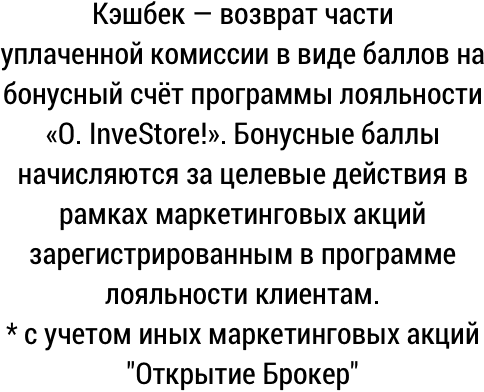 Кэшбек — возврат части
уплаченной комиссии в виде баллов на
бонусный счёт программы лояльности
«O. InveStore!». Бонусные баллы
начисляются за целевые действия в
рамках маркетинговых акций
зарегистрированным в программе
лояльности клиентам.
* с учетом иных маркетинговых акций
"Открытие Брокер"